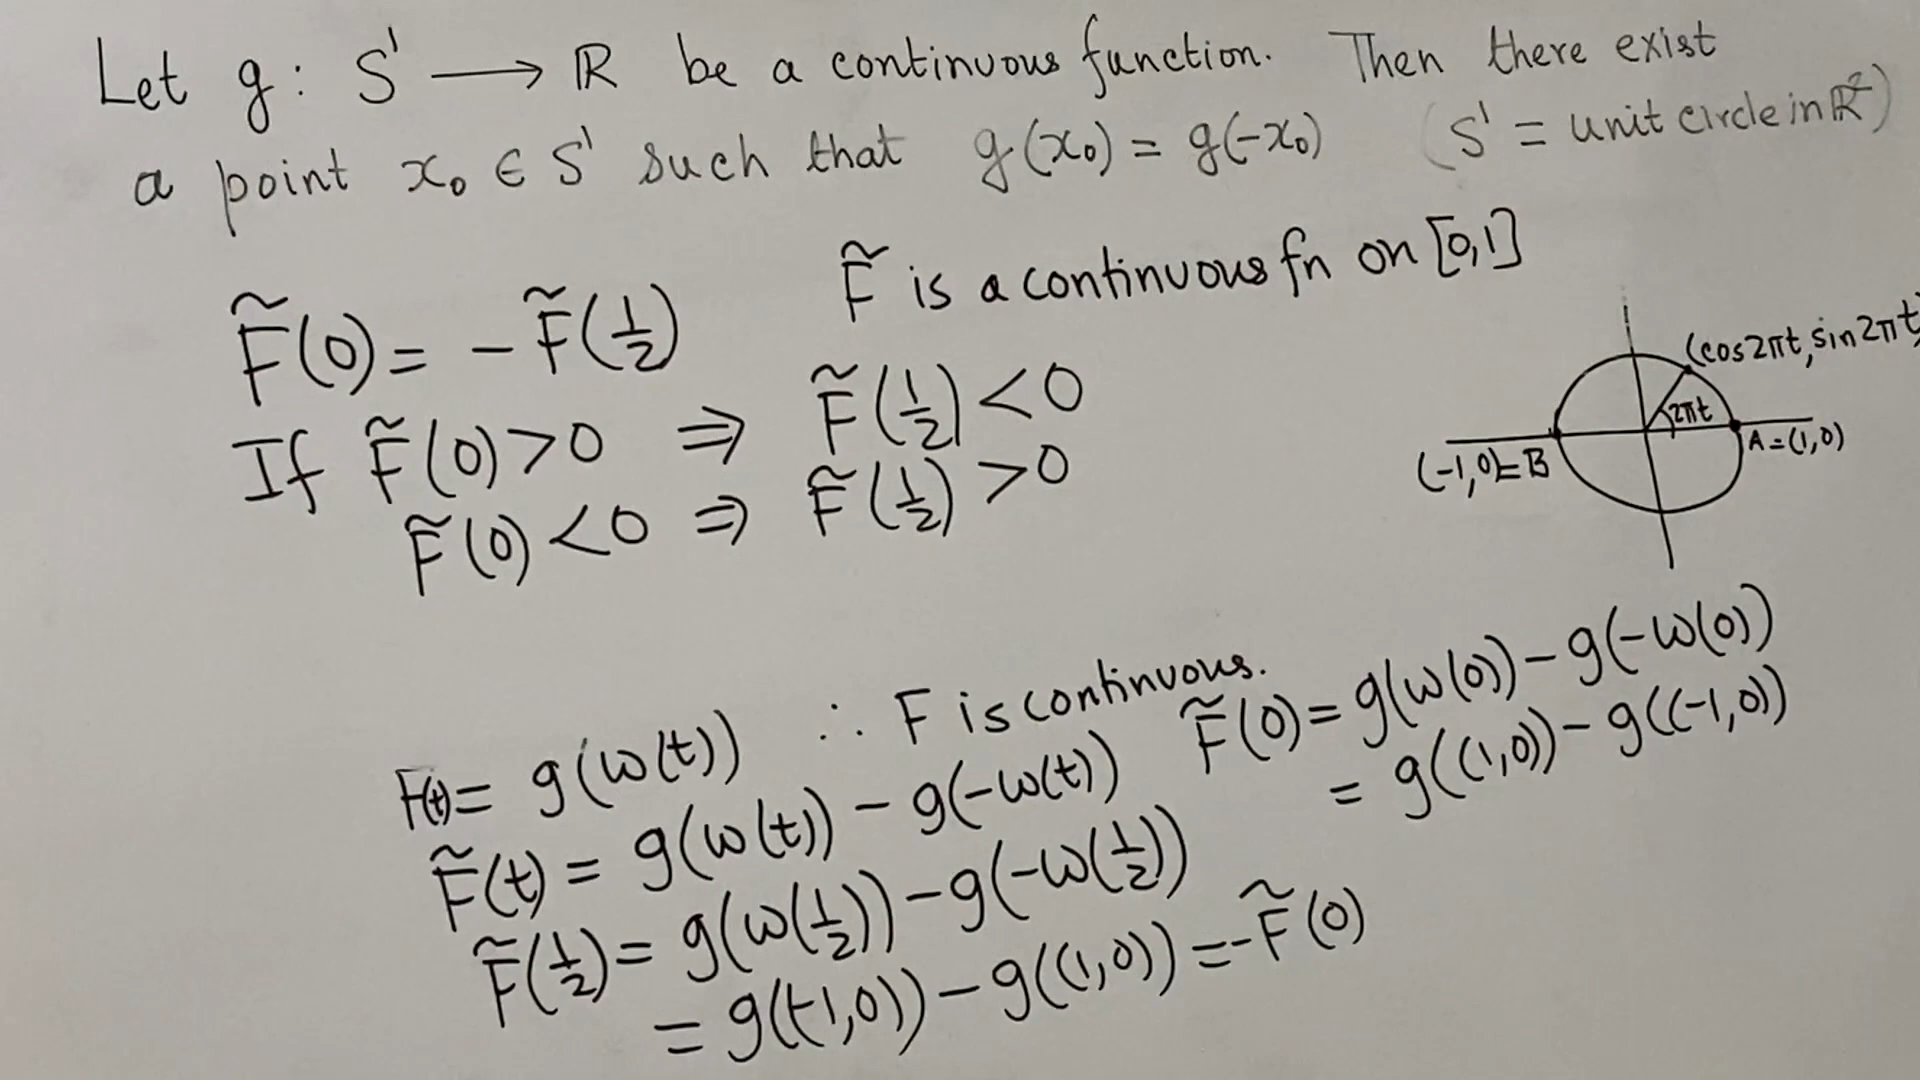 Let g: S¹ ⟶ ℝ be a continuous function. Then there exist
a point x₀ ∈ S¹ such that g(x₀) = g(-x₀) (S¹ = unit circle in ℝ²)
F̃ is a continuous fn on [0,1]
F̃(0) = - F̃(1/2)
If F̃(0) > 0 ⇒ F̃(1/2) < 0
F̃(0) < 0 ⇒ F̃(1/2) > 0
(cos2πt, sin2πt)
2πt
A = (1,0)
(-1,0) = B
F(t) = g(ω(t)) ∴ F is continuous.
F̃(t) = g(ω(t)) - g(-ω(t))
F̃(1/2) = g(ω(1/2)) - g(-ω(1/2))
= g((-1,0)) - g((1,0)) = -F̃(0)
F̃(0) = g(ω(0)) - g(-ω(0))
= g((1,0)) - g((-1,0))